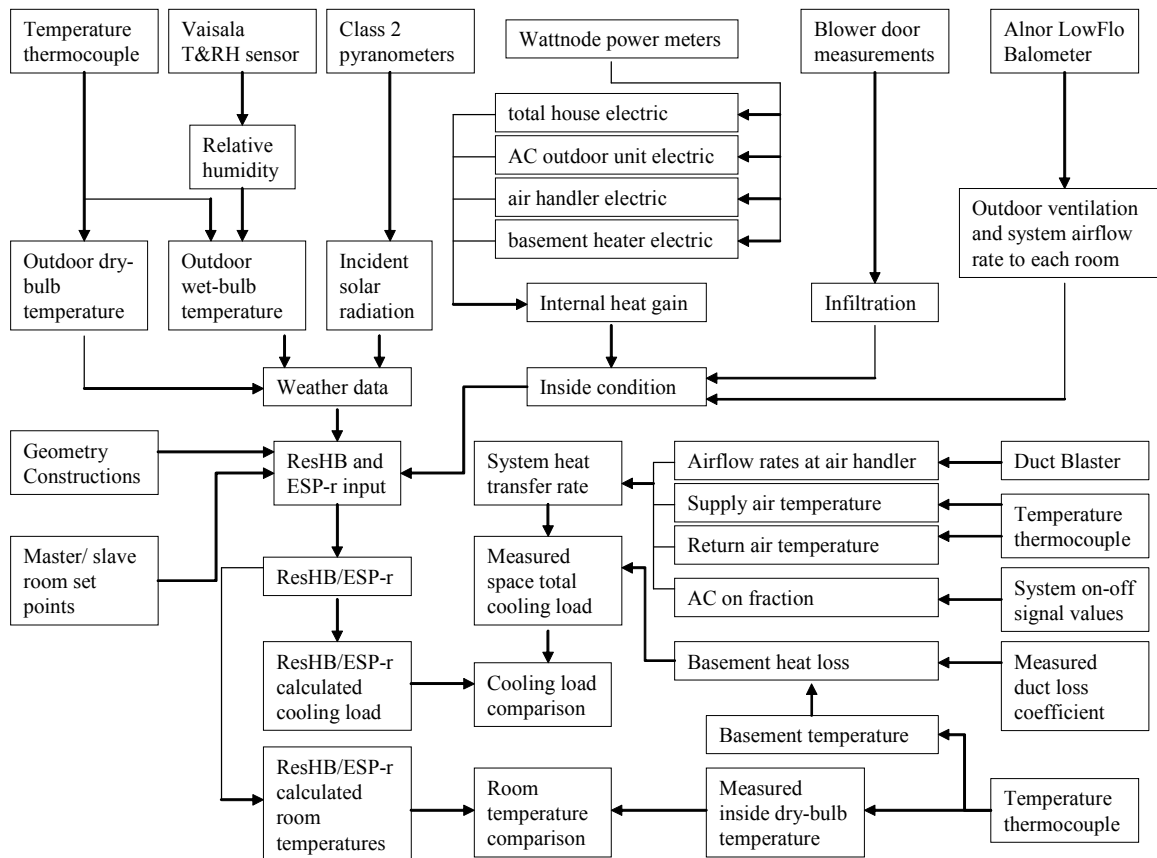 Temperature
thermocouple
Vaisala
T&RH sensor
Class 2
pyranometers
Wattnode power meters
Blower door
measurements
Alnor LowFlo
Balometer
total house electric
AC outdoor unit electric
air handler electric
basement heater electric
Relative
humidity
Outdoor ventilation
and system airflow
rate to each room
Outdoor dry-
bulb
temperature
Outdoor
wet-bulb
temperature
Incident
solar
radiation
Internal heat gain
Infiltration
Weather data
Inside condition
Geometry
Constructions
ResHB and
ESP-r input
System heat
transfer rate
Airflow rates at air handler
Duct Blaster
Supply air temperature
Return air temperature
Temperature
thermocouple
Master/ slave
room set
points
ResHB/ESP-r
Measured
space total
cooling load
AC on fraction
System on-off
signal values
ResHB/ESP-r
calculated
cooling load
Cooling load
comparison
Basement heat loss
Measured
duct loss
coefficient
Basement temperature
ResHB/ESP-r
calculated
room
temperatures
Room
temperature
comparison
Measured
inside dry-bulb
temperature
Temperature
thermocouple